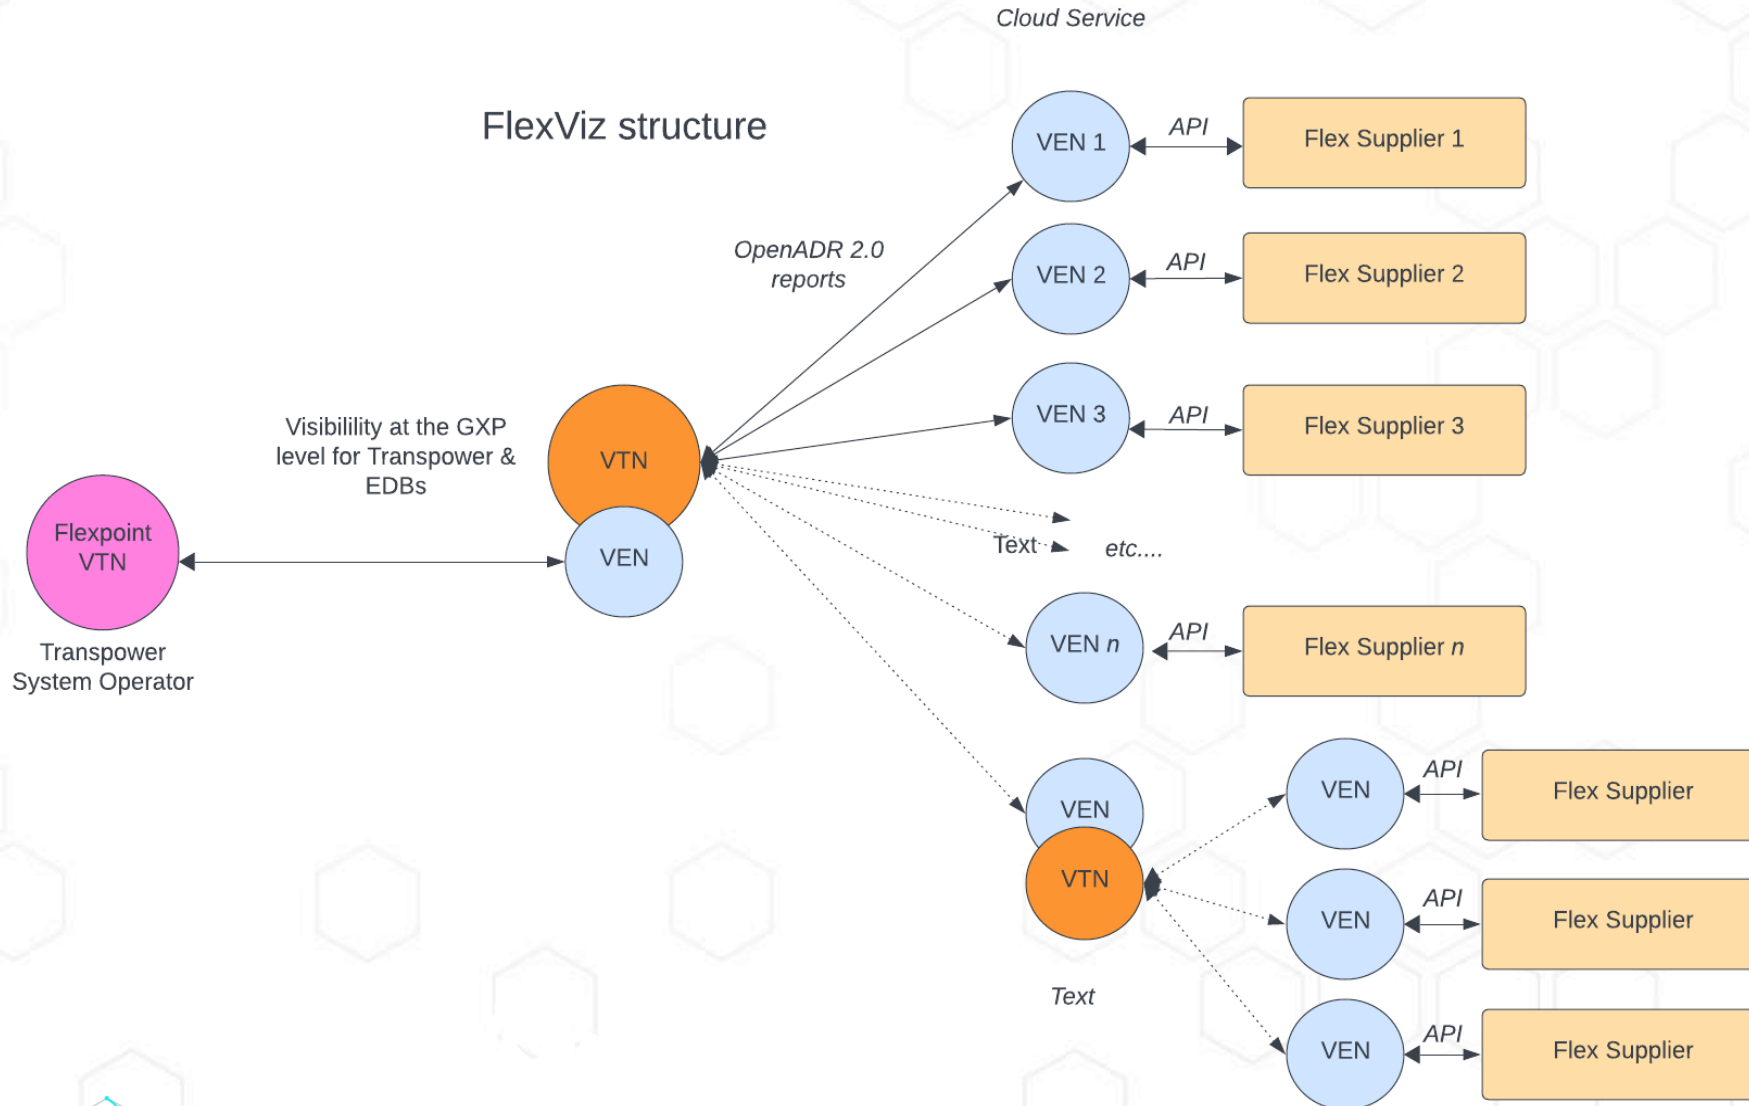 Cloud Service
FlexViz structure
VEN 1
API
Flex Supplier 1
OpenADR 2.0
reports
VEN 2
API
Flex Supplier 2
VEN 3
API
Flex Supplier 3
Visibilility at the GXP
level for Transpower &
EDBs
VTN
VEN
Flexpoint
VTN
Transpower
System Operator
Text
etc....
VEN n
API
Flex Supplier n
VEN
VTN
Text
VEN
API
Flex Supplier
VEN
API
Flex Supplier
VEN
API
Flex Supplier